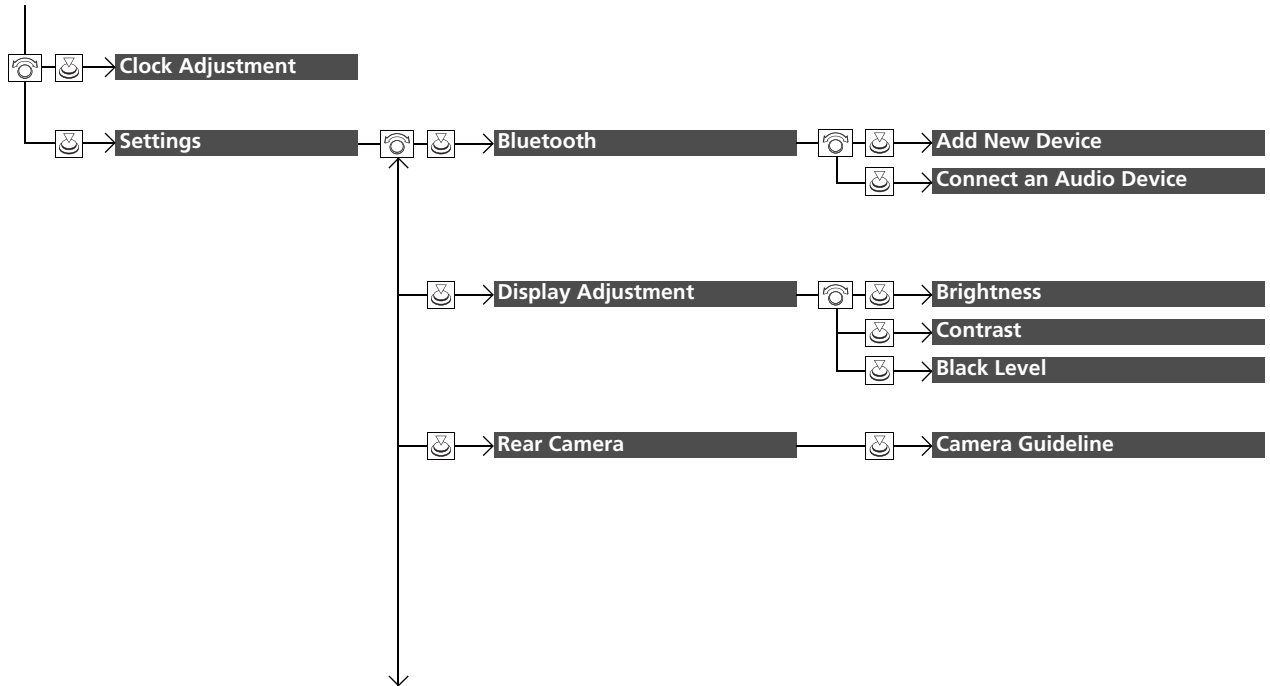 Clock Adjustment
Settings
Bluetooth
Add New Device
Connect an Audio Device
Display Adjustment
Brightness
Contrast
Black Level
Rear Camera
Camera Guideline